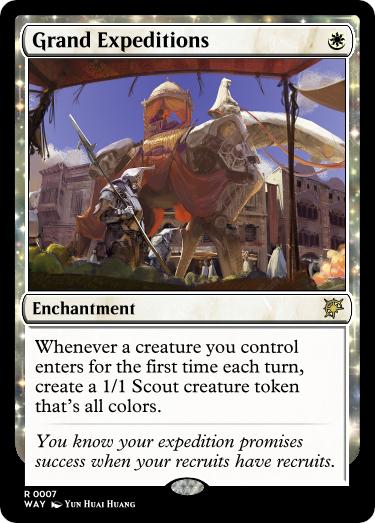 Grand Expeditions
Enchantment
Whenever a creature you control
enters for the first time each turn,
create a 1/1 Scout creature token
that's all colors.
You know your expedition promises
success when your recruits have recruits.
R 0007
WAY Yun Huai Huang